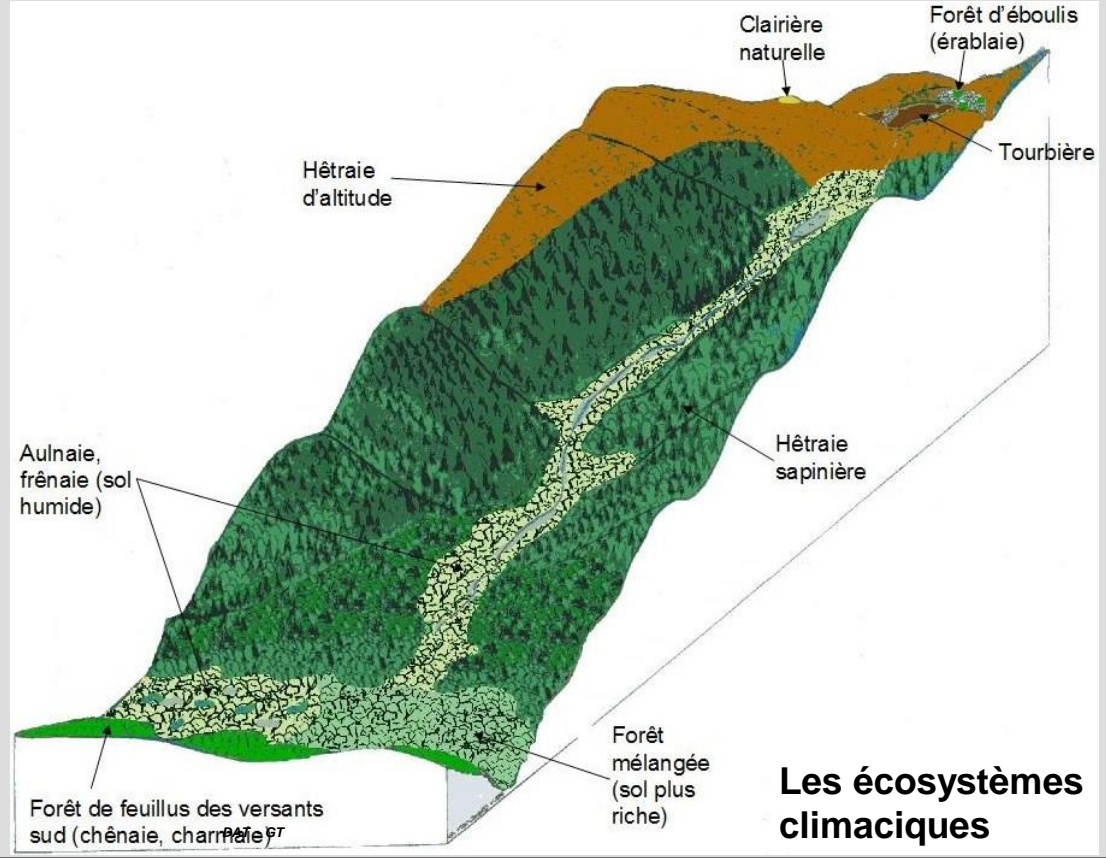 Clairière
naturelle
Forêt d'éboulis
(érablaie)
Tourbière
Hêtraie
d'altitude
Hêtraie
sapinière
Aulnaie,
frênaie (sol
humide)
Forêt
mélangée
(sol plus
riche)
Forêt de feuillus des versants
sud (chênaie, charmaie)
Les écosystèmes
climaciques